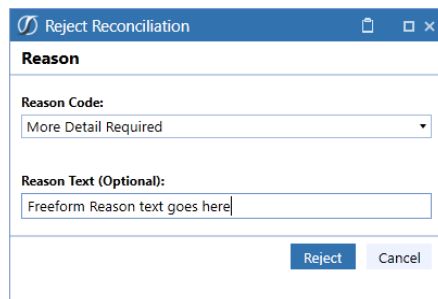 Reject Reconciliation
Reason
Reason Code:
More Detail Required
Reason Text (Optional):
Freeform Reason text goes here
Reject Cancel